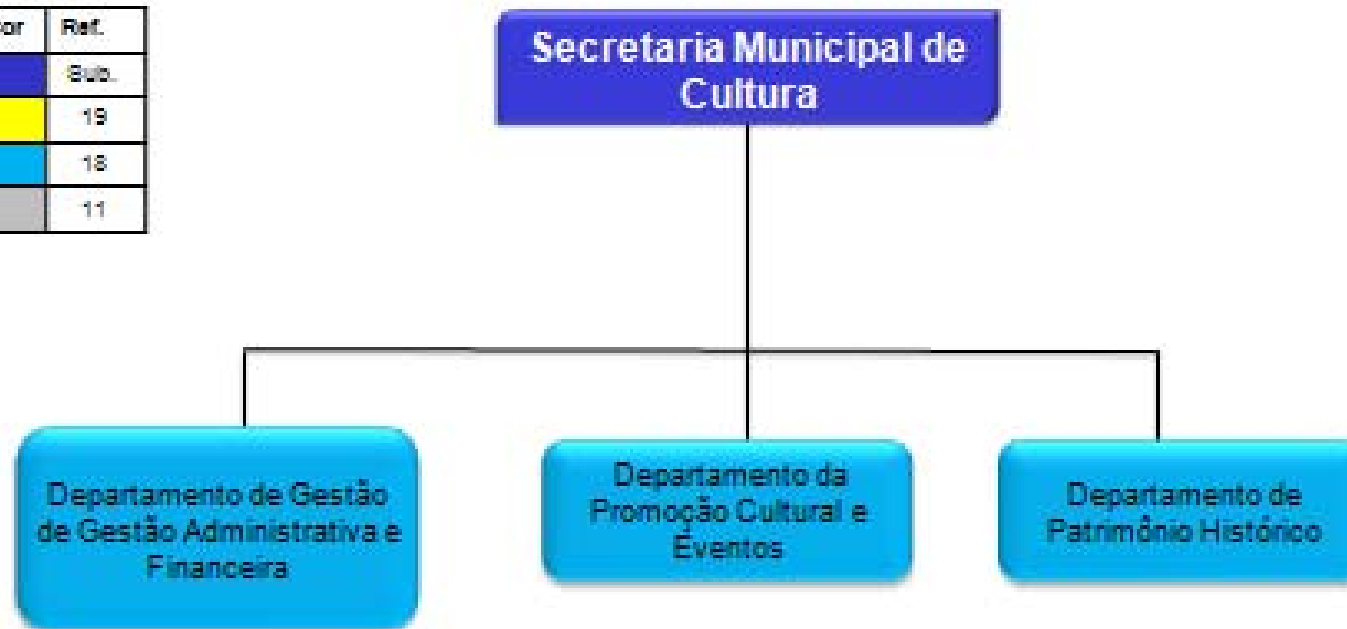 or Ref.
Sub.
19
18
11
Secretaria Municipal de
Cultura
Departamento de Gestão
de Gestão Administrativa e
Financeira
Departamento da
Promoção Cultural e
Eventos
Departamento de
Patrimônio Histórico